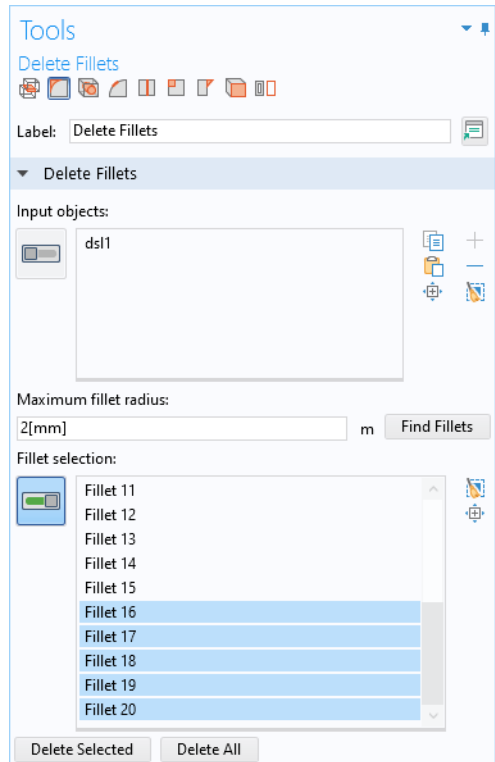 Tools
Delete Fillets
Label: Delete Fillets
Delete Fillets
Input objects:
dsl1
Maximum fillet radius:
2[mm] m Find Fillets
Fillet selection:
Fillet 11
Fillet 12
Fillet 13
Fillet 14
Fillet 15
Fillet 16
Fillet 17
Fillet 18
Fillet 19
Fillet 20
Delete Selected Delete All